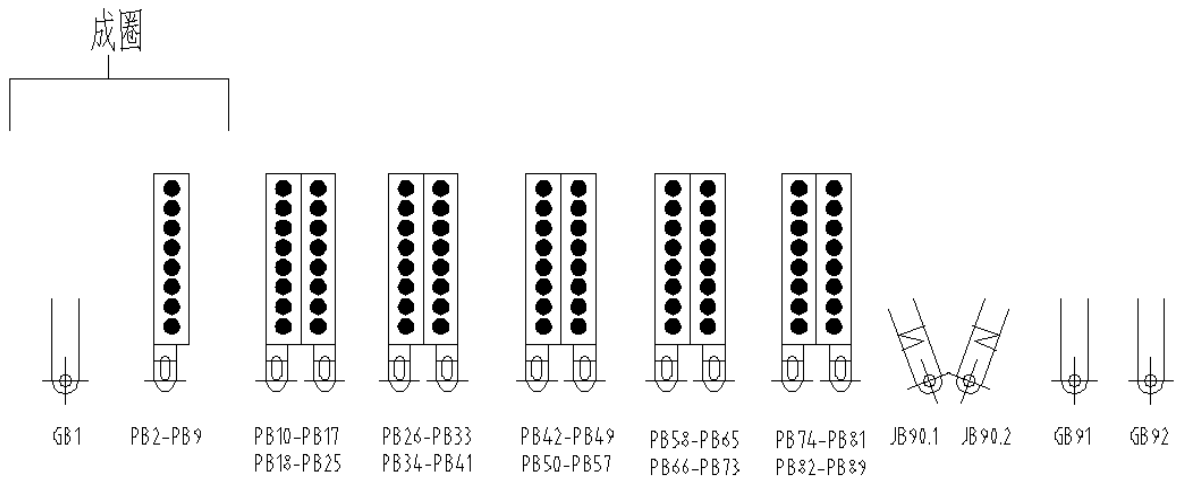 成圈
GB1
PB2-PB9
PB10-PB17
PB18-PB25
PB26-PB33
PB34-PB41
PB42-PB49
PB50-PB57
PB58-PB65
PB66-PB73
PB74-PB81
PB82-PB89
JB90.1
JB90.2
GB91
GB92